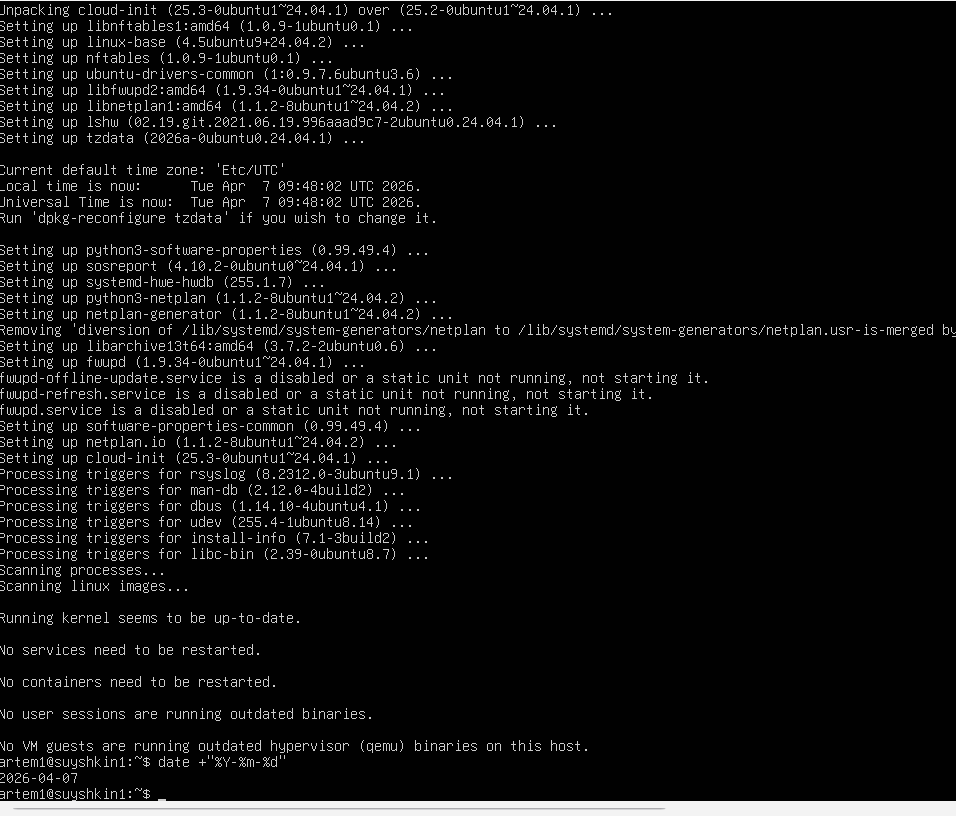 Unpacking cloud-init (25.3-0ubuntu1~24.04.1) over (25.2-0ubuntu1~24.04.1) ...
Setting up libnftables1:amd64 (1.0.9-1ubuntu0.1) ...
Setting up linux-base (4.5ubuntu9+24.04.2) ...
Setting up nftables (1.0.9-1ubuntu0.1) ...
Setting up ubuntu-drivers-common (1:0.9.7.6ubuntu3.6) ...
Setting up libfwupd2:amd64 (1.9.34-0ubuntu1~24.04.1) ...
Setting up libnetplan1:amd64 (1.1.2-8ubuntu1~24.04.2) ...
Setting up lshw (02.19.git.2021.06.19.996aaad9c7-2ubuntu0.24.04.1) ...
Setting up tzdata (2026a-0ubuntu0.24.04.1) ...
Current default time zone: 'Etc/UTC'
Local time is now:      Tue Apr  7 09:48:02 UTC 2026.
Universal Time is now:  Tue Apr  7 09:48:02 UTC 2026.
Run 'dpkg-reconfigure tzdata' if you wish to change it.
Setting up python3-software-properties (0.99.49.4) ...
Setting up sosreport (4.10.2-0ubuntu0~24.04.1) ...
Setting up systemd-hwe-hwdb (255.1.7) ...
Setting up python3-netplan (1.1.2-8ubuntu1~24.04.2) ...
Setting up netplan-generator (1.1.2-8ubuntu1~24.04.2) ...
Removing 'diversion of /lib/systemd/system-generators/netplan to /lib/systemd/system-generators/netplan.usr-is-merged by
Setting up libarchive13t64:amd64 (3.7.2-2ubuntu0.6) ...
Setting up fwupd (1.9.34-0ubuntu1~24.04.1) ...
fwupd-offline-update.service is a disabled or a static unit not running, not starting it.
fwupd-refresh.service is a disabled or a static unit not running, not starting it.
fwupd.service is a disabled or a static unit not running, not starting it.
Setting up software-properties-common (0.99.49.4) ...
Setting up netplan.io (1.1.2-8ubuntu1~24.04.2) ...
Setting up cloud-init (25.3-0ubuntu1~24.04.1) ...
Processing triggers for rsyslog (8.2312.0-3ubuntu9.1) ...
Processing triggers for man-db (2.12.0-4build2) ...
Processing triggers for dbus (1.14.10-4ubuntu4.1) ...
Processing triggers for udev (255.4-1ubuntu8.14) ...
Processing triggers for install-info (7.1-3build2) ...
Processing triggers for libc-bin (2.39-0ubuntu8.7) ...
Scanning processes...
Scanning linux images...
Running kernel seems to be up-to-date.
No services need to be restarted.
No containers need to be restarted.
No user sessions are running outdated binaries.
No VM guests are running outdated hypervisor (qemu) binaries on this host.
artem1@suyshkin1:~$ date +"%Y-%m-%d"
2026-04-07
artem1@suyshkin1:~$ _